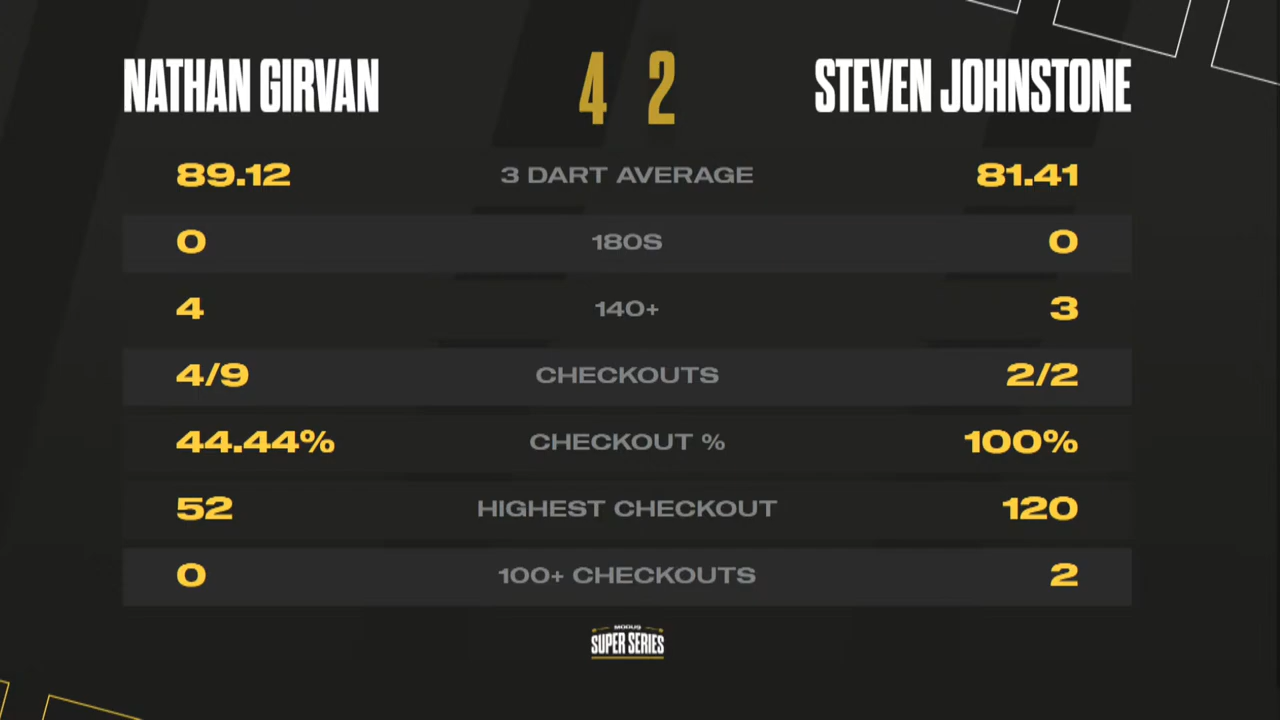 NATHAN GIRVAN 4 2 STEVEN JOHNSTONE
89.12 3 DART AVERAGE 81.41
0 180S 0
4 140+ 3
4/9 CHECKOUTS 2/2
44.44% CHECKOUT % 100%
52 HIGHEST CHECKOUT 120
0 100+ CHECKOUTS 2
MODUS
SUPER SERIES